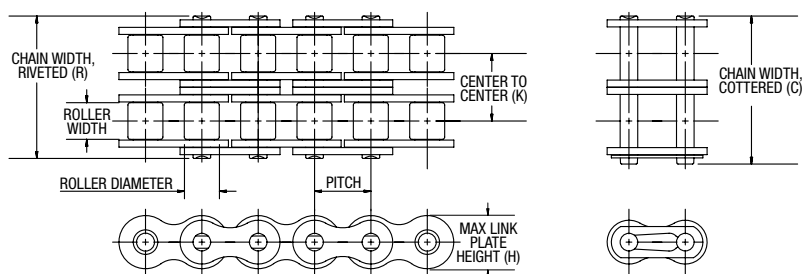 CHAIN WIDTH,
RIVETED (R)
ROLLER
WIDTH
ROLLER DIAMETER
PITCH
CENTER TO
CENTER (K)
CHAIN WIDTH,
COTTERED (C)
MAX LINK
PLATE
HEIGHT (H)